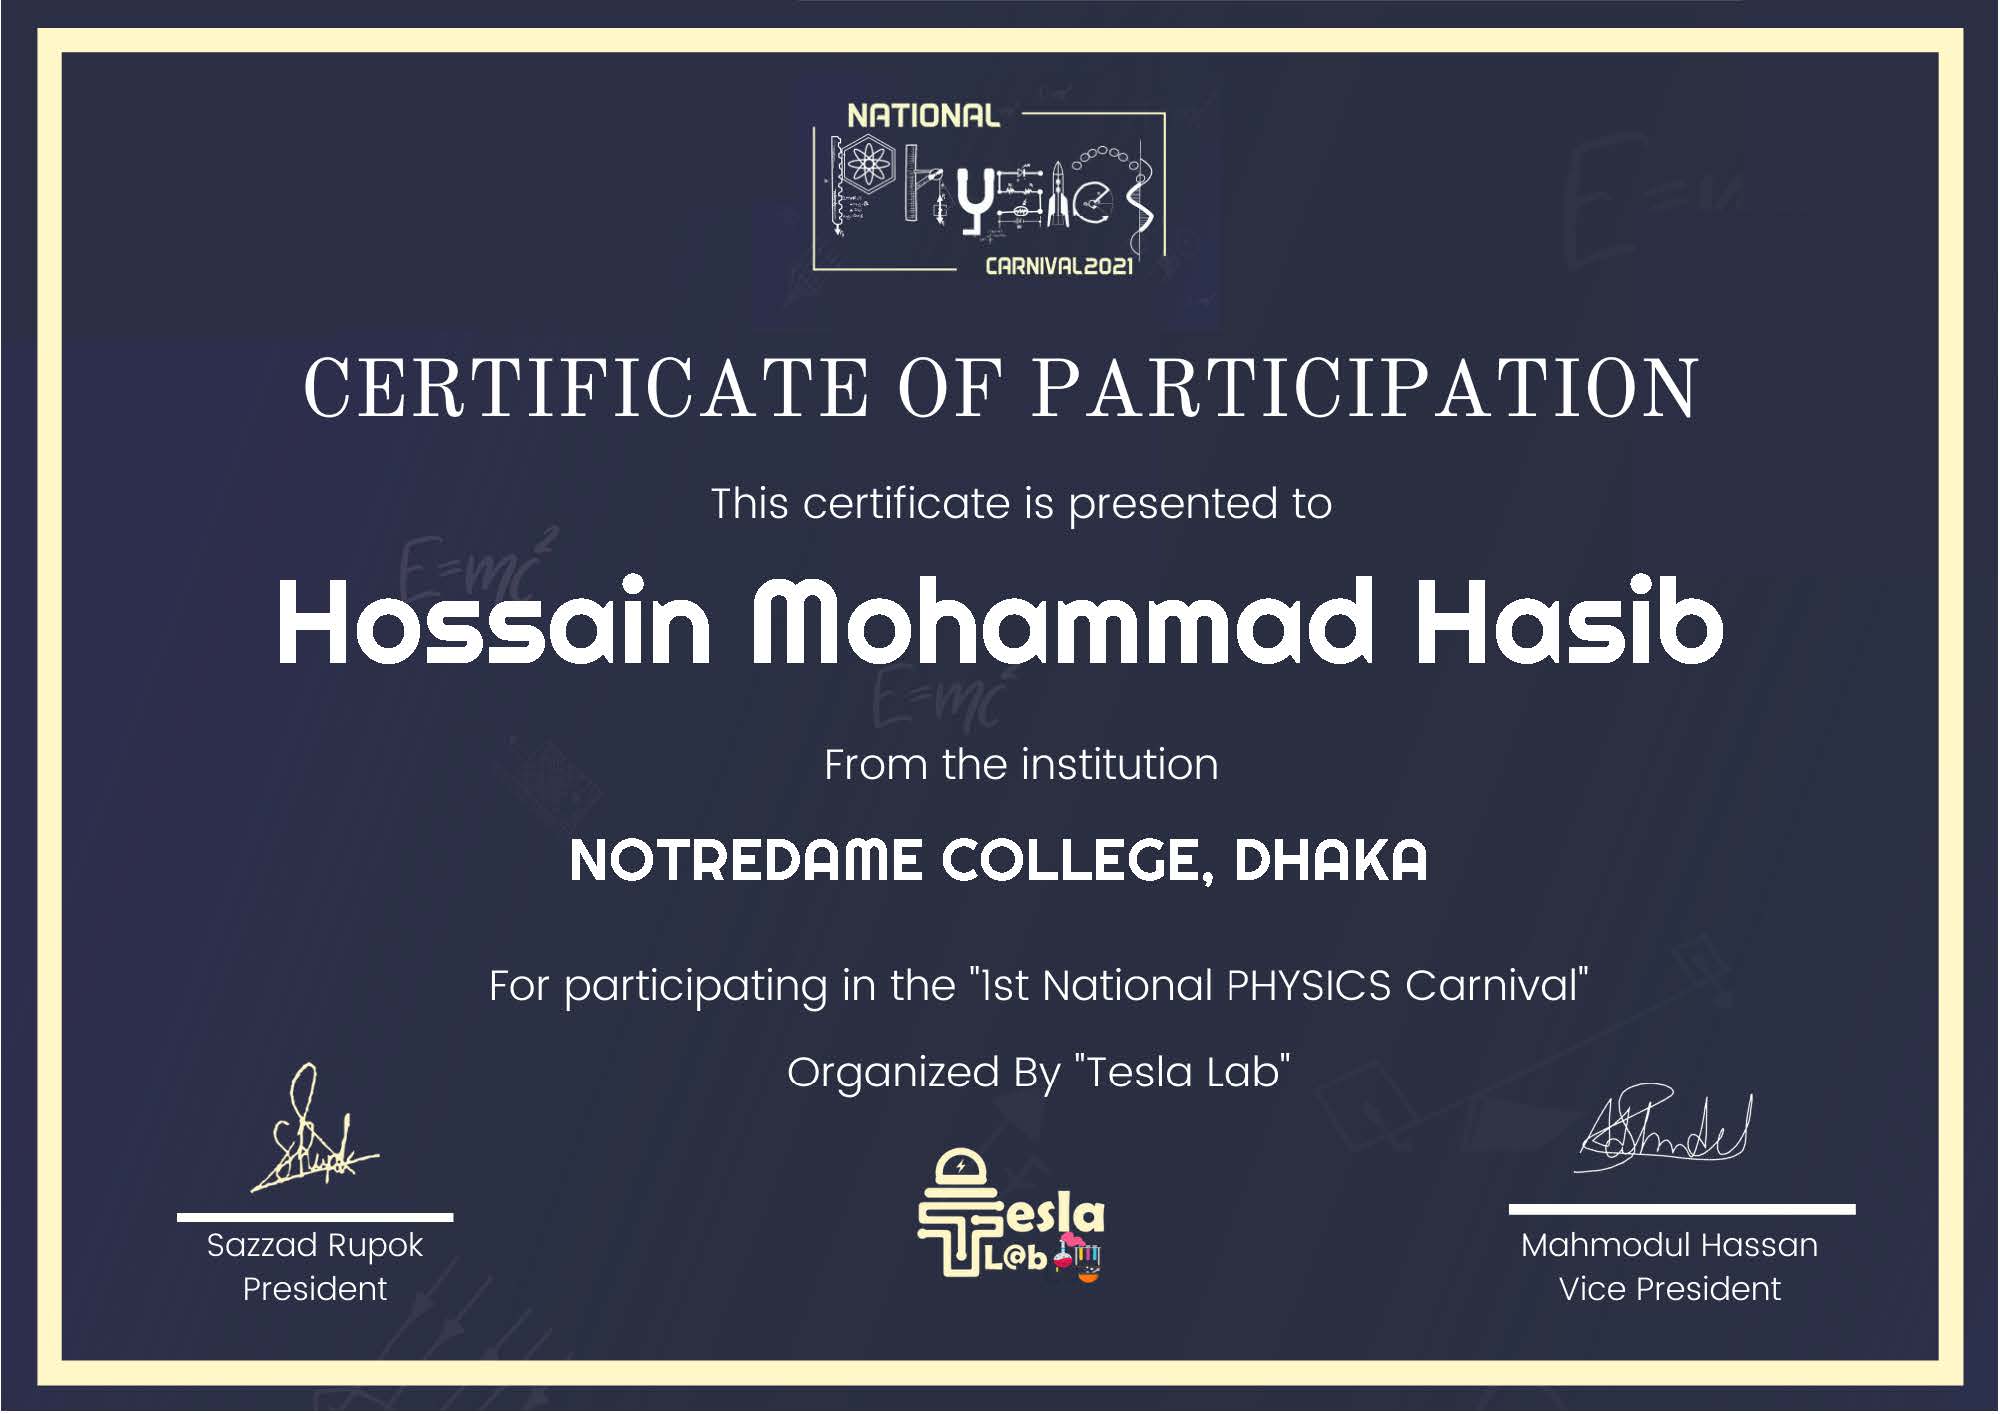 NATIONAL
Physics
CARNIVAL2021
CERTIFICATE OF PARTICIPATION
This certificate is presented to
E=mc²
Hossain Mohammad Hasib
E=mc²
From the institution
NOTREDAME COLLEGE, DHAKA
For participating in the "1st National PHYSICS Carnival"
Organized By "Tesla Lab"
Tesla
L@b
Sazzad Rupok
President
Mahmodul Hassan
Vice President